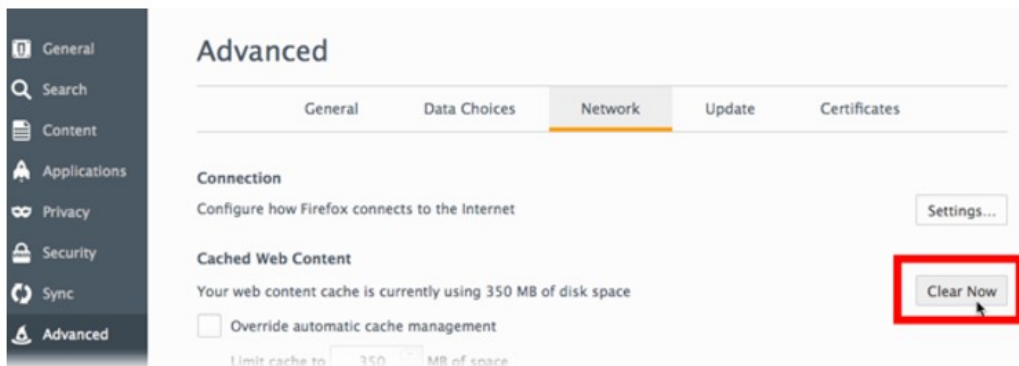 General
Search
Content
Applications
Privacy
Security
Sync
Advanced
Advanced
General Data Choices Network Update Certificates
Connection
Configure how Firefox connects to the Internet Settings...
Cached Web Content
Your web content cache is currently using 350 MB of disk space Clear Now
Override automatic cache management
Limit cache to 350 MB of space